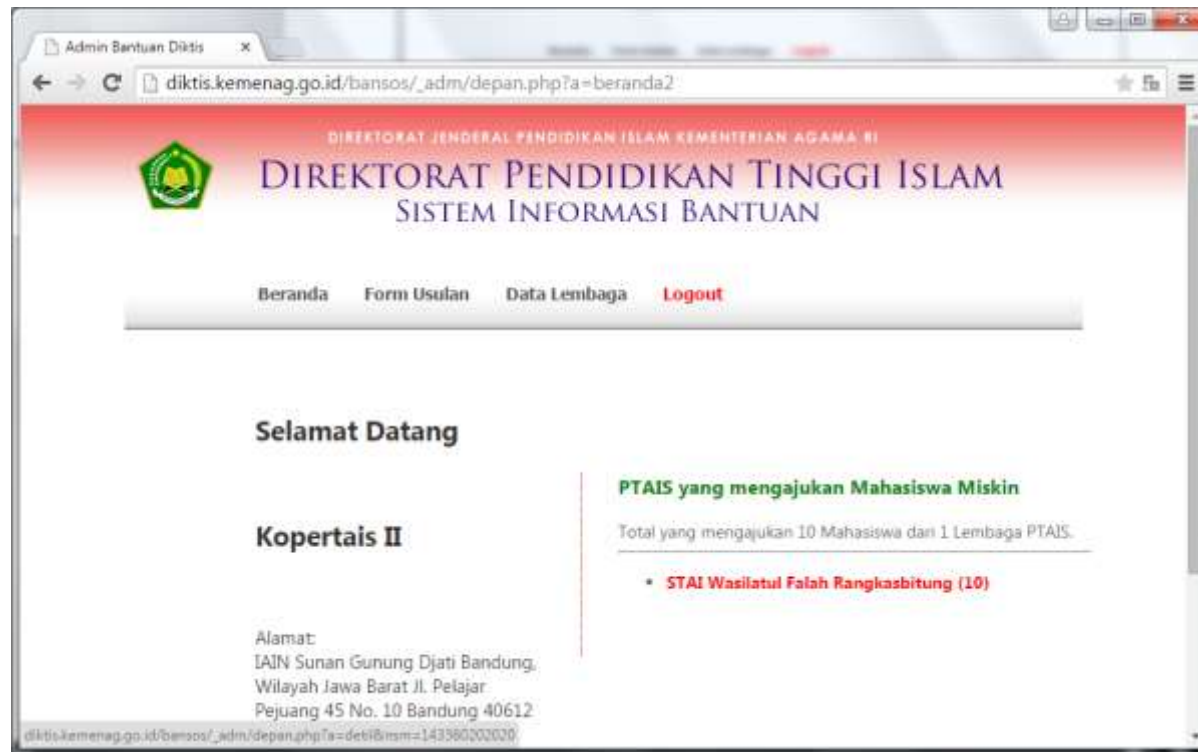 Admin Bantuan Diktis
diktis.kemenag.go.id/bansos/_adm/depan.php?a=beranda2
DIREKTORAT JENDERAL PENDIDIKAN ISLAM KEMENTERIAN AGAMA RI
DIREKTORAT PENDIDIKAN TINGGI ISLAM
SISTEM INFORMASI BANTUAN
Beranda Form Usulan Data Lembaga Logout
Selamat Datang
PTAIS yang mengajukan Mahasiswa Miskin
Total yang mengajukan 10 Mahasiswa dari 1 Lembaga PTAIS.
Kopertais II
STAI Wasilatul Falah Rangkasbitung (10)
Alamat:
IAIN Sunan Gunung Djati Bandung,
Wilayah Jawa Barat Jl. Pelajar
Pejuang 45 No. 10 Bandung 40612
diktis.kemenag.go.id/bansos/_adm/depan.php?a=detil&nsm=143360202020